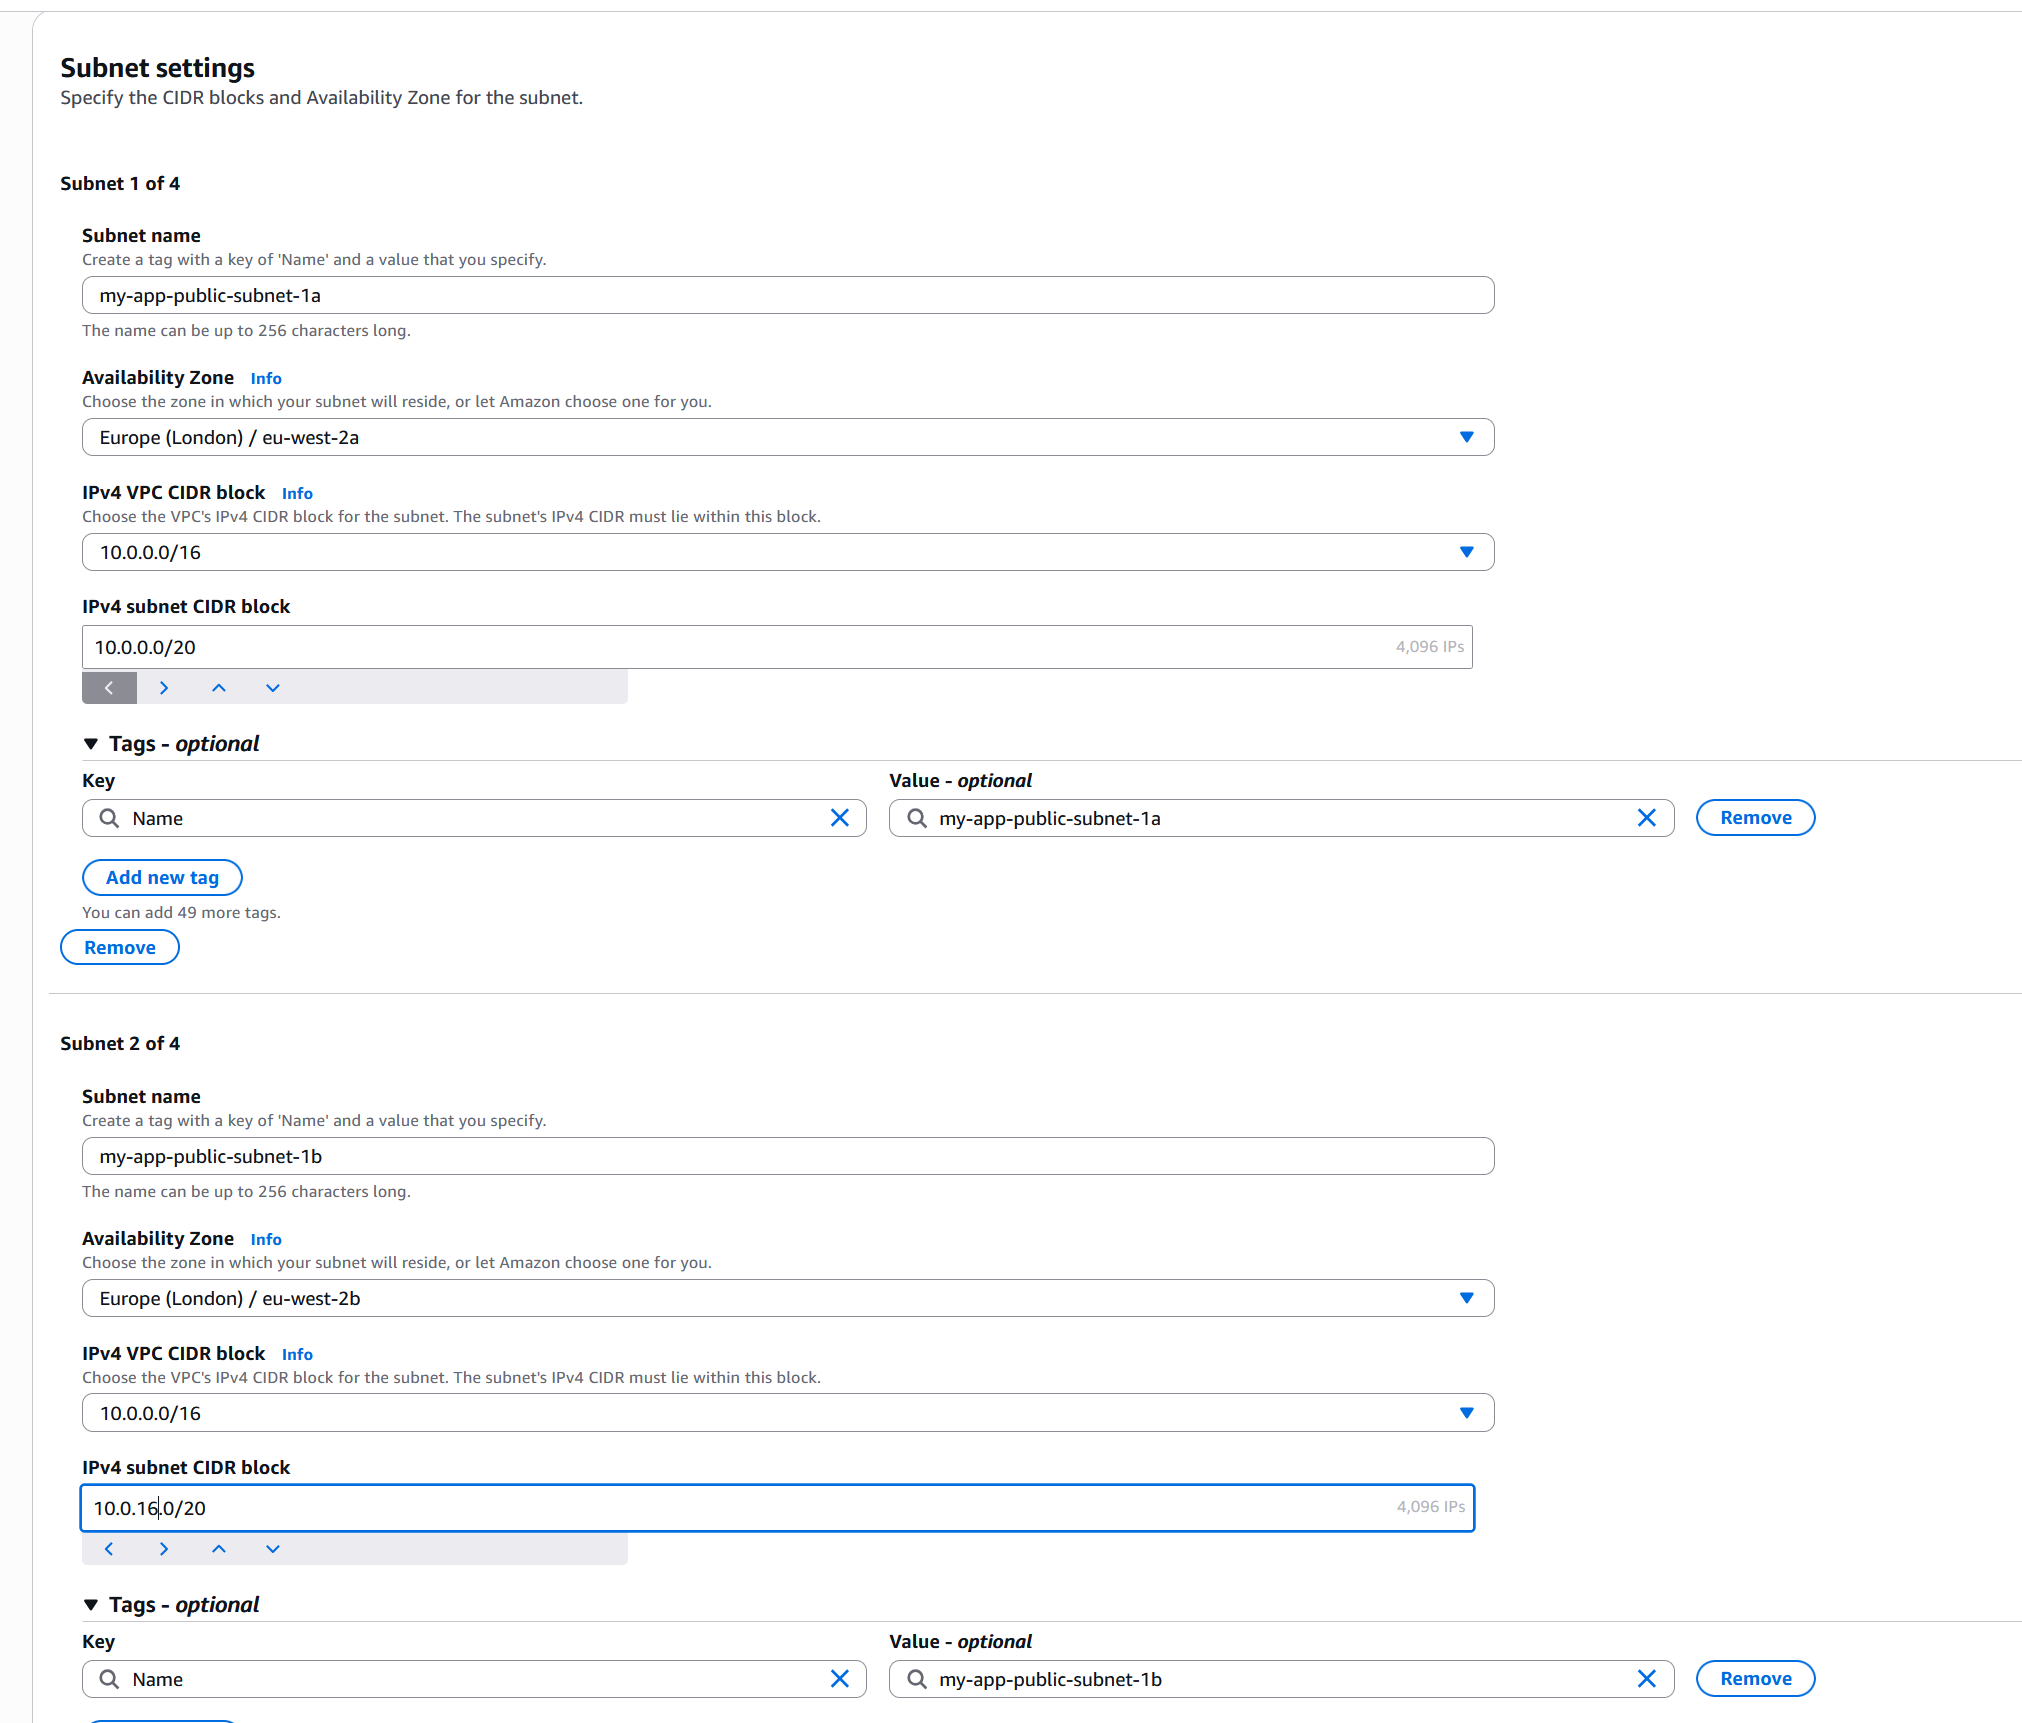 Subnet settings
Specify the CIDR blocks and Availability Zone for the subnet.
Subnet 1 of 4
Subnet name
Create a tag with a key of 'Name' and a value that you specify.
my-app-public-subnet-1a
The name can be up to 256 characters long.
Availability Zone Info
Choose the zone in which your subnet will reside, or let Amazon choose one for you.
Europe (London) / eu-west-2a
IPv4 VPC CIDR block Info
Choose the VPC's IPv4 CIDR block for the subnet. The subnet's IPv4 CIDR must lie within this block.
10.0.0.0/16
IPv4 subnet CIDR block
10.0.0.0/20 4,096 IPs
Tags - optional
Key Value - optional
Name my-app-public-subnet-1a Remove
Add new tag
You can add 49 more tags.
Remove
Subnet 2 of 4
Subnet name
Create a tag with a key of 'Name' and a value that you specify.
my-app-public-subnet-1b
The name can be up to 256 characters long.
Availability Zone Info
Choose the zone in which your subnet will reside, or let Amazon choose one for you.
Europe (London) / eu-west-2b
IPv4 VPC CIDR block Info
Choose the VPC's IPv4 CIDR block for the subnet. The subnet's IPv4 CIDR must lie within this block.
10.0.0.0/16
IPv4 subnet CIDR block
10.0.16.0/20 4,096 IPs
Tags - optional
Key Value - optional
Name my-app-public-subnet-1b Remove